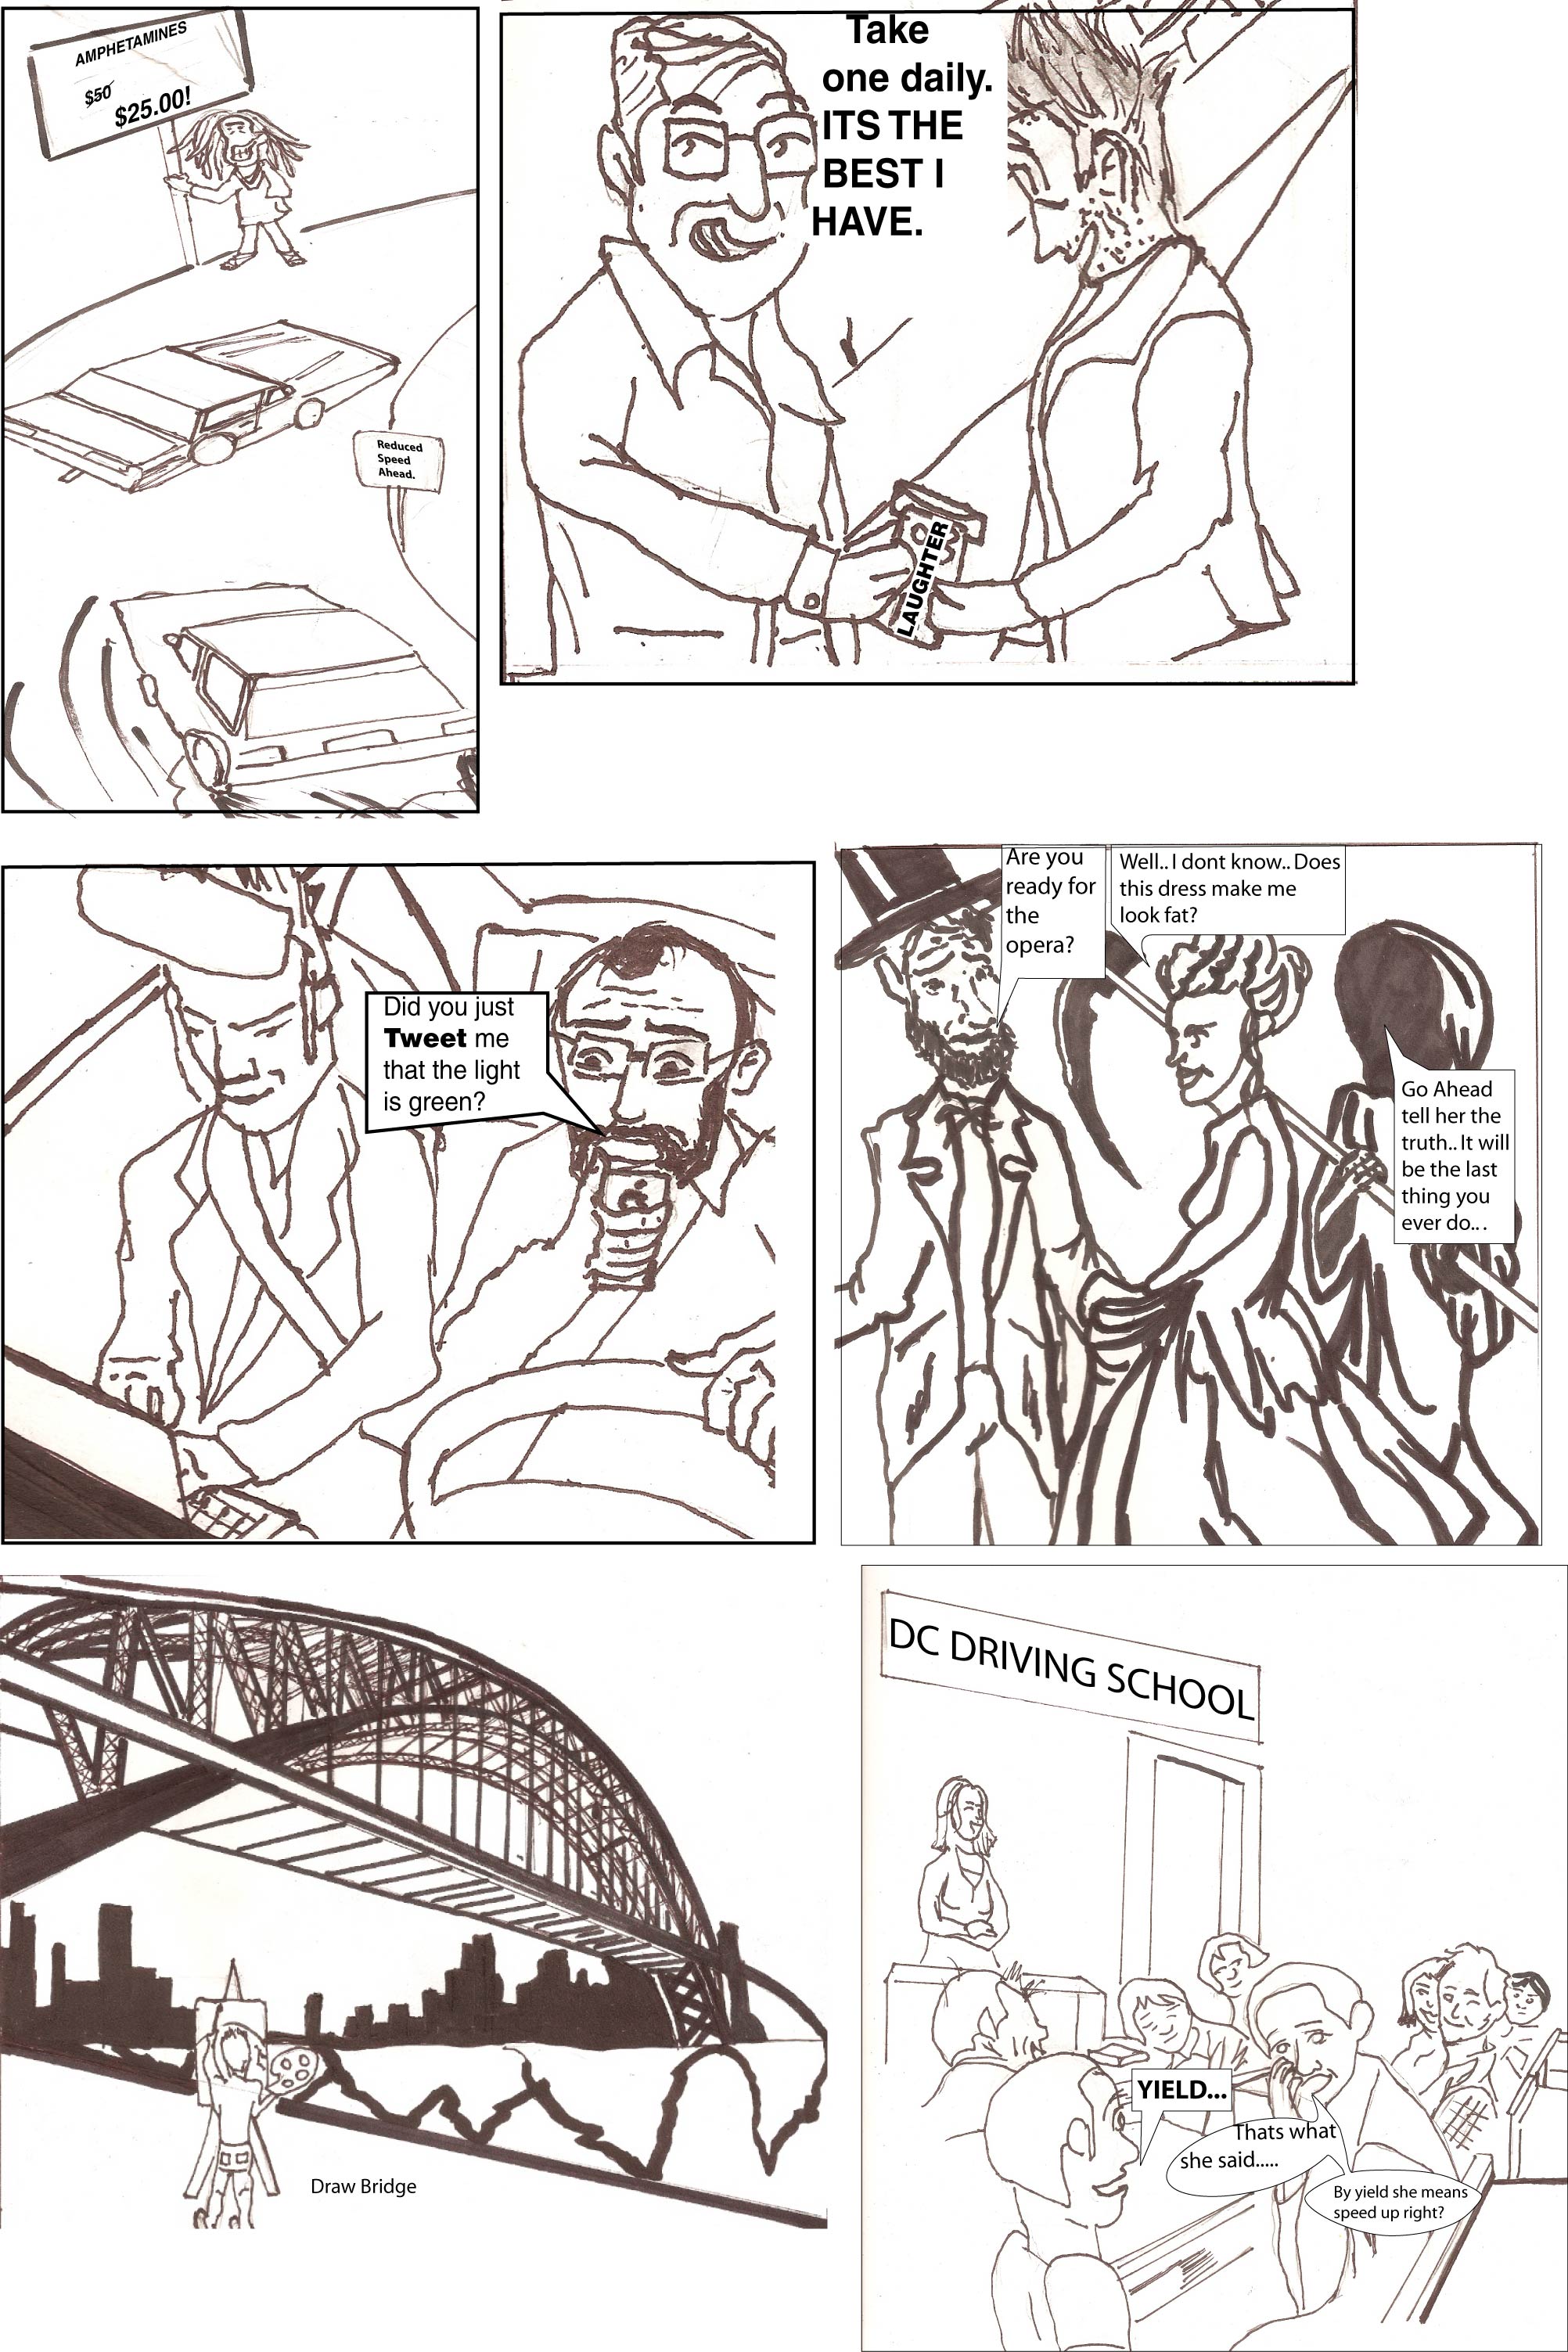 AMPHETAMINES
$50
$25.00!
Reduced
Speed
Ahead.
Take
one daily.
ITS THE
BEST I
HAVE.
LAUGHTER
Did you just
Tweet me
that the light
is green?
Are you
ready for
the
opera?
Well.. I dont know.. Does
this dress make me
look fat?
Go Ahead
tell her the
truth.. It will
be the last
thing you
ever do...
Draw Bridge
DC DRIVING SCHOOL
YIELD...
Thats what
she said.....
By yield she means
speed up right?